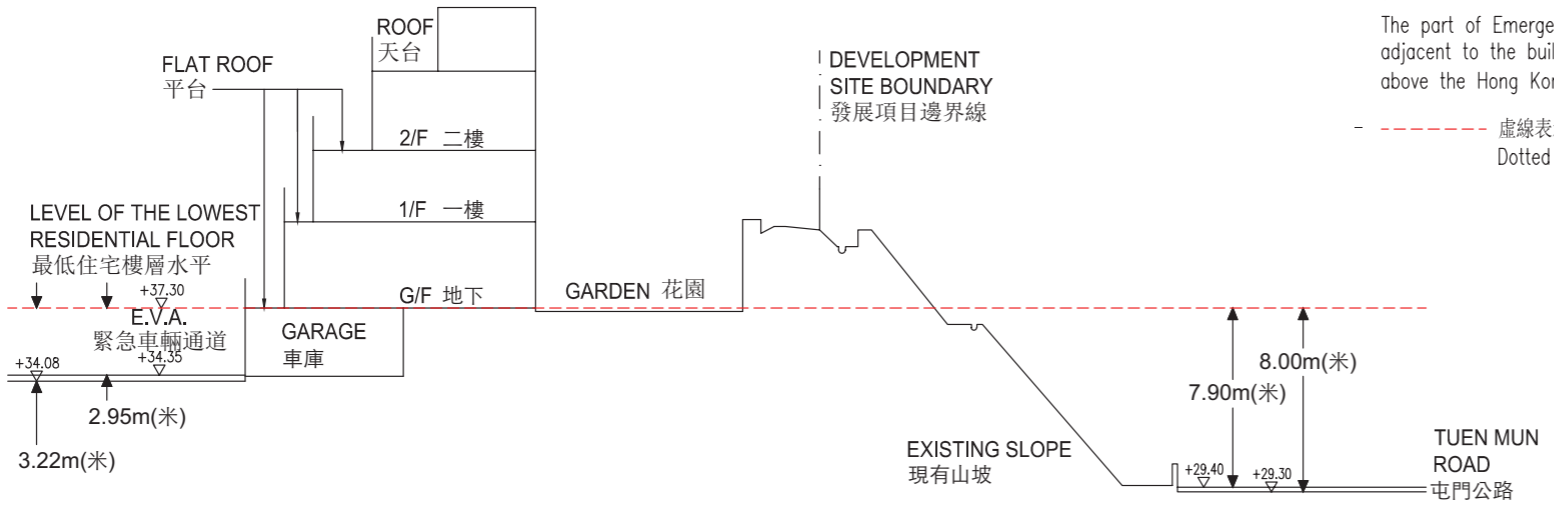 ROOF
天台
FLAT ROOF
平台
2/F 二樓
1/F 一樓
G/F 地下
LEVEL OF THE LOWEST
RESIDENTIAL FLOOR
最低住宅樓層水平
+37.30
E.V.A.
緊急車輛通道
+34.08
+34.35
2.95m(米)
3.22m(米)
GARAGE
車庫
GARDEN 花園
DEVELOPMENT
SITE BOUNDARY
發展項目邊界線
EXISTING SLOPE
現有山坡
7.90m(米)
8.00m(米)
+29.40
+29.30
TUEN MUN
ROAD
屯門公路
The part of Emerge
adjacent to the buil
above the Hong Kor
虛線表
Dotted